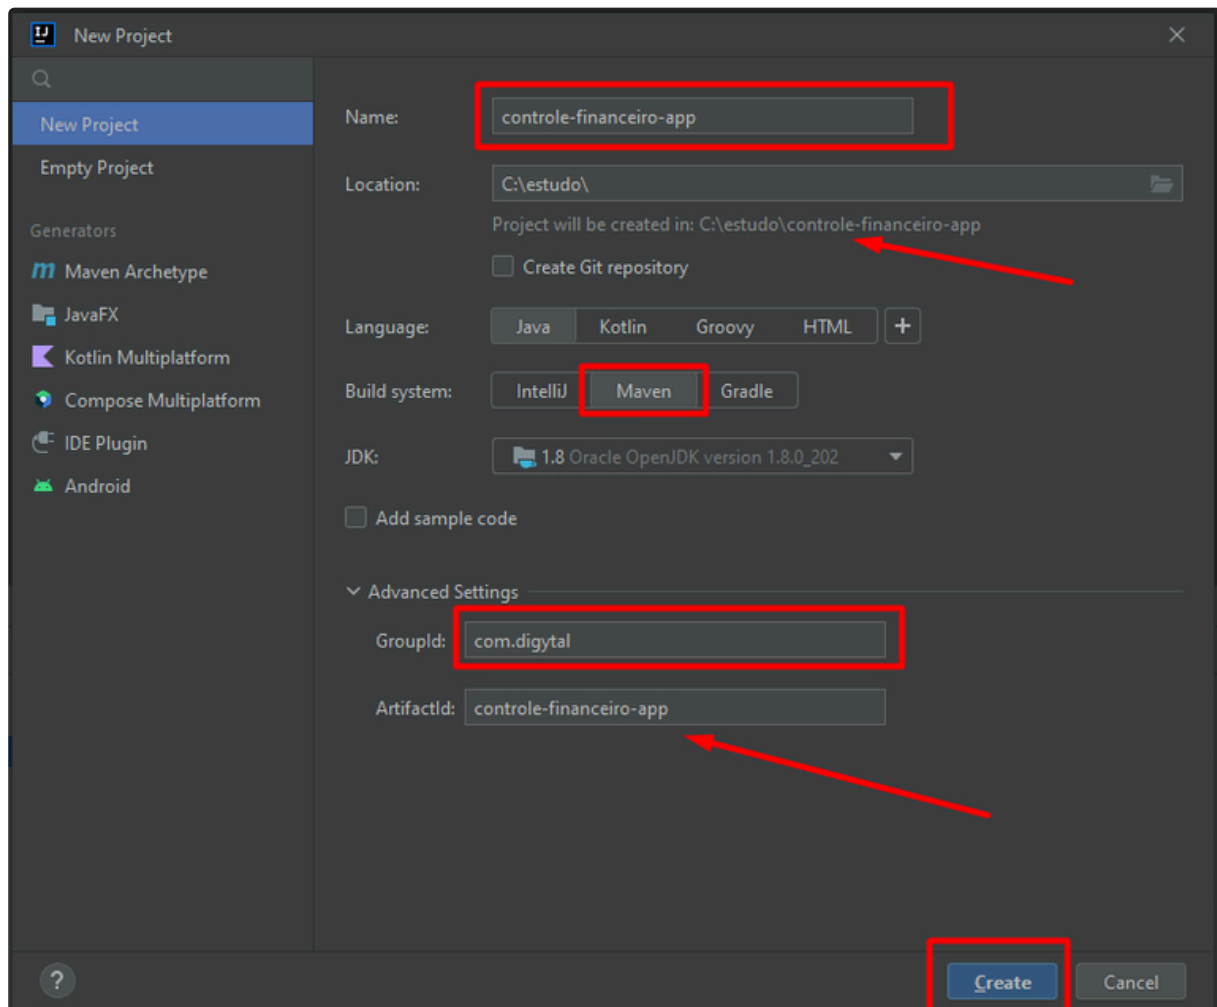 New Project
New Project
Empty Project
Generators
Maven Archetype
JavaFX
Kotlin Multiplatform
Compose Multiplatform
IDE Plugin
Android
Name: controle-financeiro-app
Location: C:\estudo\
Project will be created in: C:\estudo\controle-financeiro-app
Create Git repository
Language: Java Kotlin Groovy HTML +
Build system: IntelliJ Maven Gradle
JDK: 1.8 Oracle OpenJDK version 1.8.0_202
Add sample code
Advanced Settings
GroupId: com.digytal
ArtifactId: controle-financeiro-app
? Create Cancel